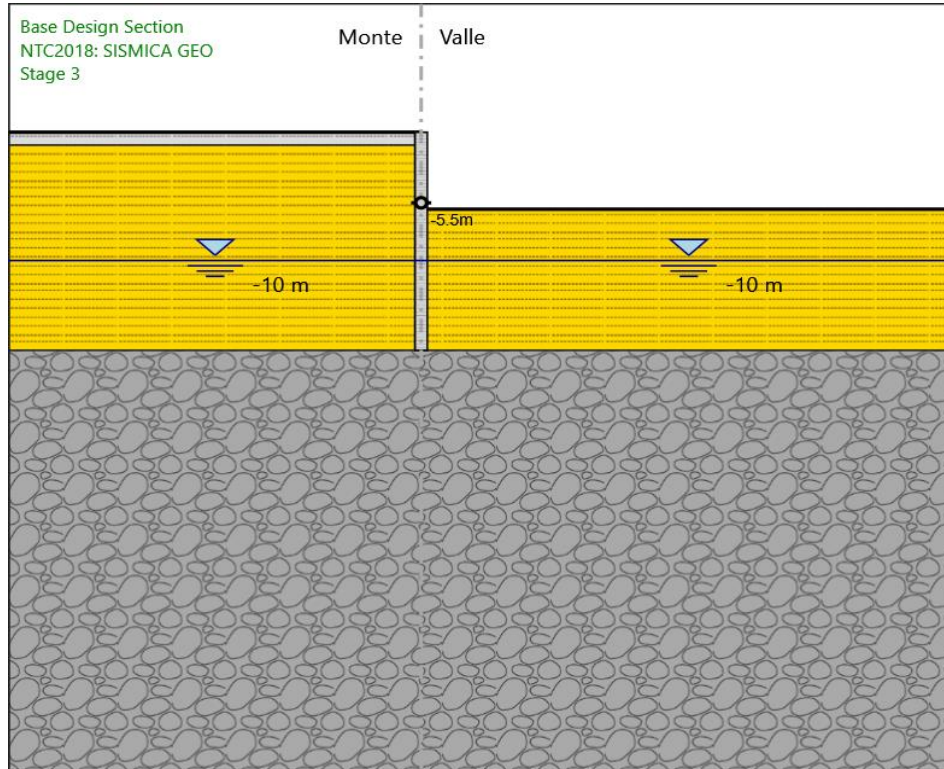 Base Design Section
NTC2018: SISMICA GEO
Stage 3
Monte
Valle
-5.5m
-10 m
-10 m